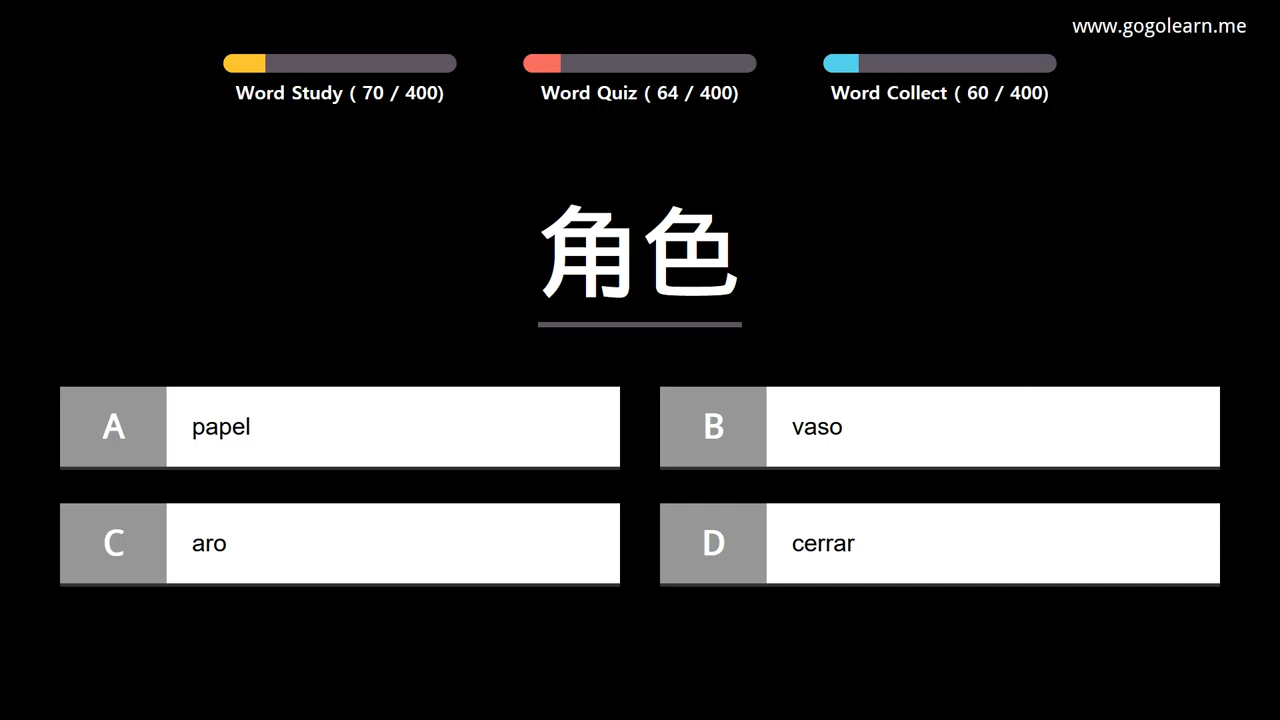 www.gogolearn.me
Word Study ( 70 / 400)
Word Quiz ( 64 / 400)
Word Collect ( 60 / 400)
角色
A papel
B vaso
C aro
D cerrar